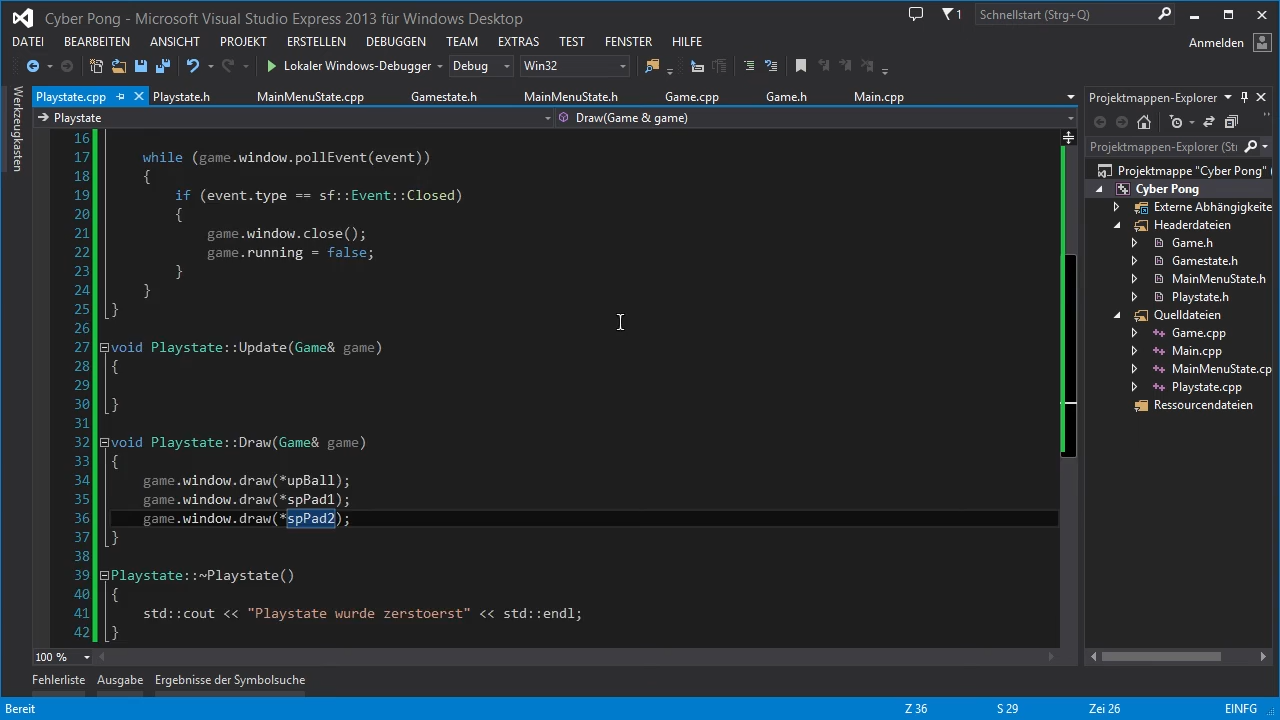 Cyber Pong - Microsoft Visual Studio Express 2013 für Windows Desktop
1
Schnellstart (Strg+Q)
DATEI BEARBEITEN ANSICHT PROJEKT ERSTELLEN DEBUGGEN TEAM EXTRAS TEST FENSTER HILFE
Anmelden
Lokaler Windows-Debugger Debug Win32
Werkzeugkasten
Playstate.cpp Playstate.h MainMenuState.cpp Gamestate.h MainMenuState.h Game.cpp Game.h Main.cpp
Playstate Draw(Game & game)
16
17 while (game.window.pollEvent(event))
18 {
19 if (event.type == sf::Event::Closed)
20 {
21 game.window.close();
22 game.running = false;
23 }
24 }
25 }
26
27 void Playstate::Update(Game& game)
28 {
29
30 }
31
32 void Playstate::Draw(Game& game)
33 {
34 game.window.draw(*upBall);
35 game.window.draw(*spPad1);
36 game.window.draw(*spPad2);
37 }
38
39 Playstate::~Playstate()
40 {
41 std::cout << "Playstate wurde zerstoerst" << std::endl;
42 }
100 %
Projektmappen-Explorer
Projektmappen-Explorer (Str
Projektmappe "Cyber Pong" (
Cyber Pong
Externe Abhängigkeite
Headerdateien
Game.h
Gamestate.h
MainMenuState.h
Playstate.h
Quelldateien
Game.cpp
Main.cpp
MainMenuState.cp
Playstate.cpp
Ressourcendateien
Fehlerliste Ausgabe Ergebnisse der Symbolsuche
Bereit Z 36 S 29 Zei 26 EINFG